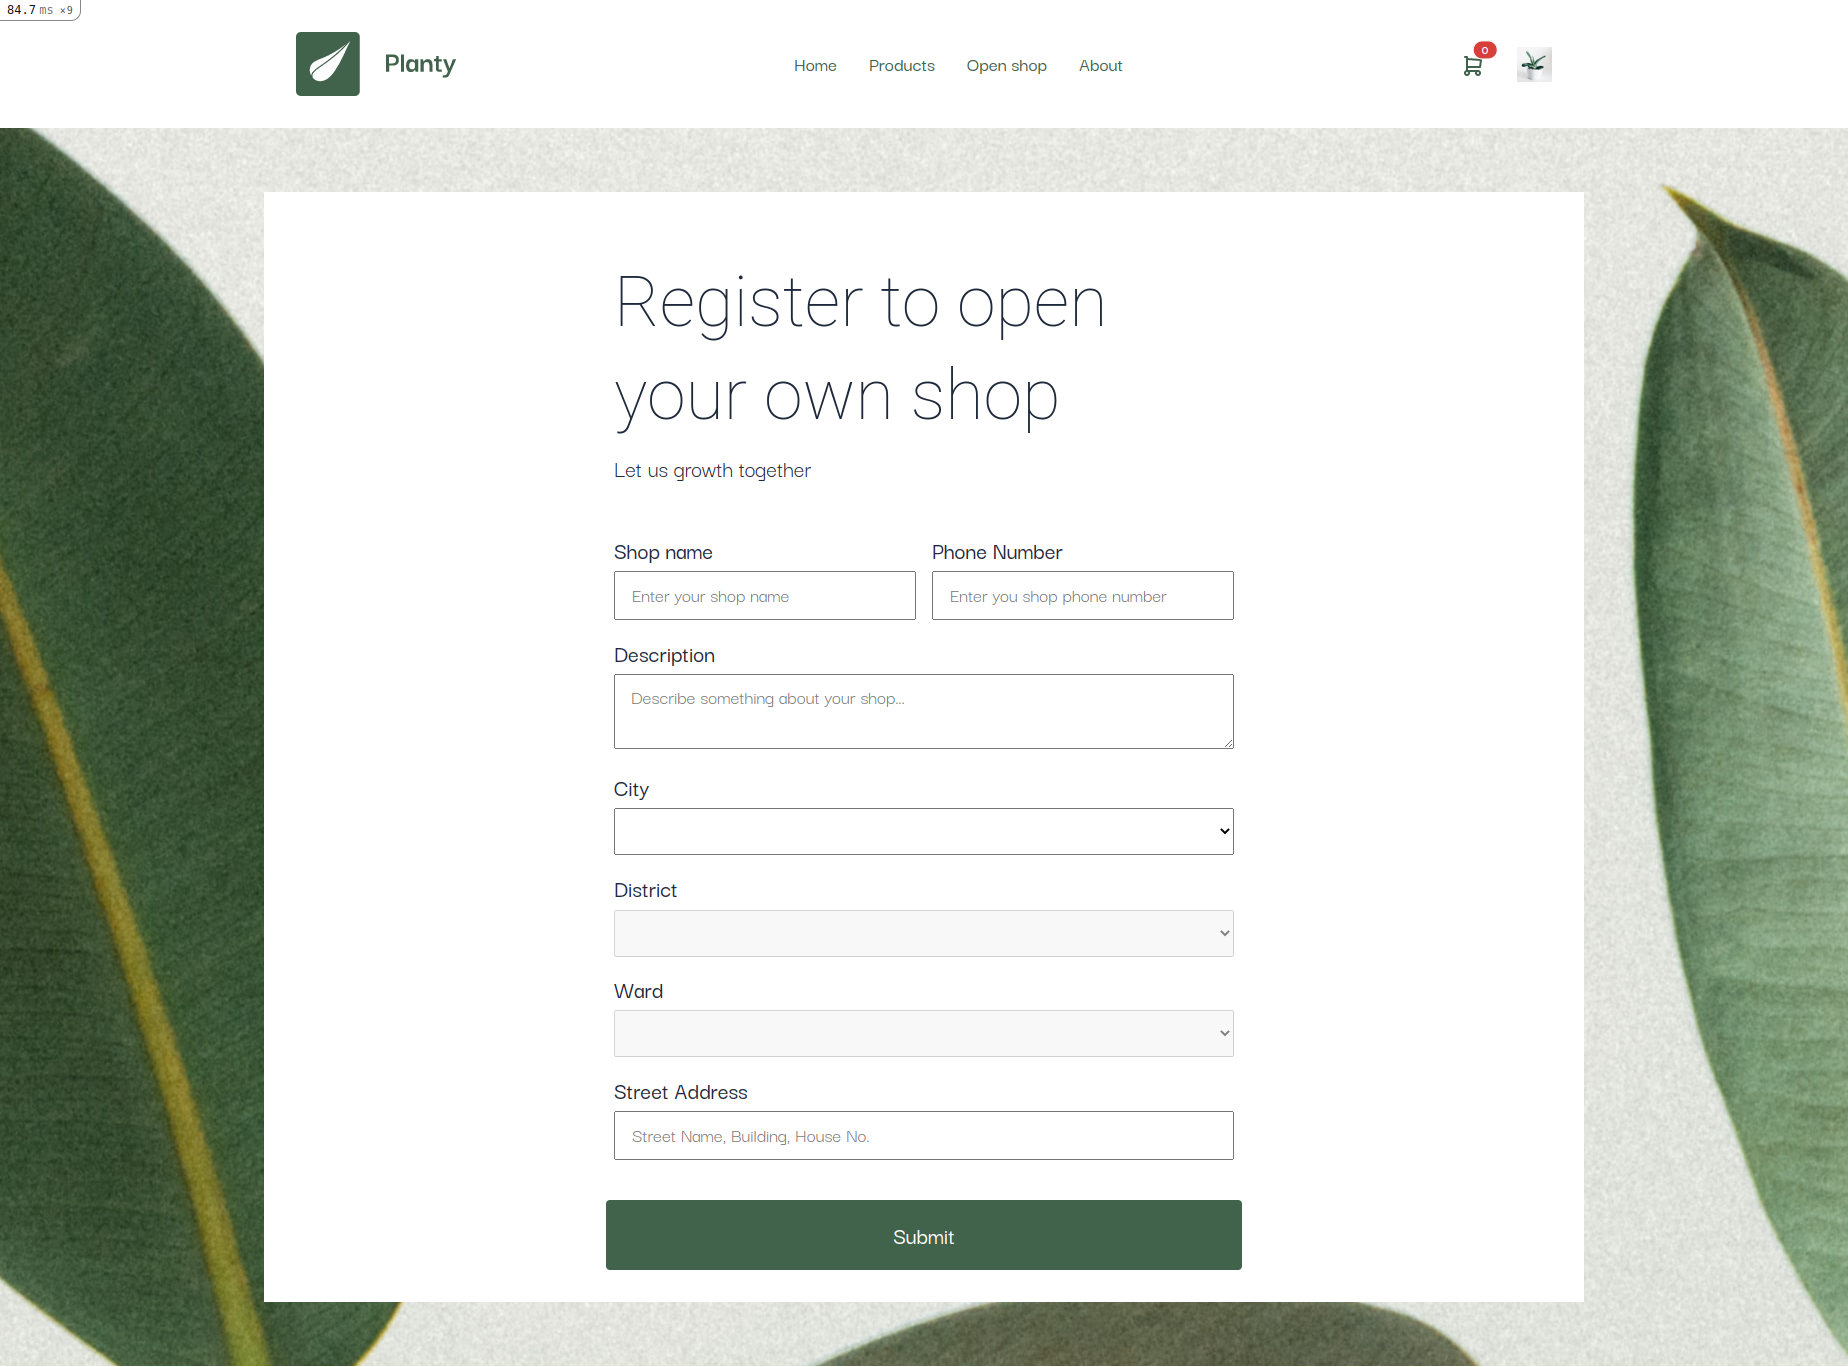 84.7 ms ×9
Planty
Home Products Open shop About
0
Register to open
your own shop
Let us growth together
Shop name Phone Number
Enter your shop name Enter you shop phone number
Description
Describe something about your shop...
City
District
Ward
Street Address
Street Name, Building, House No.
Submit